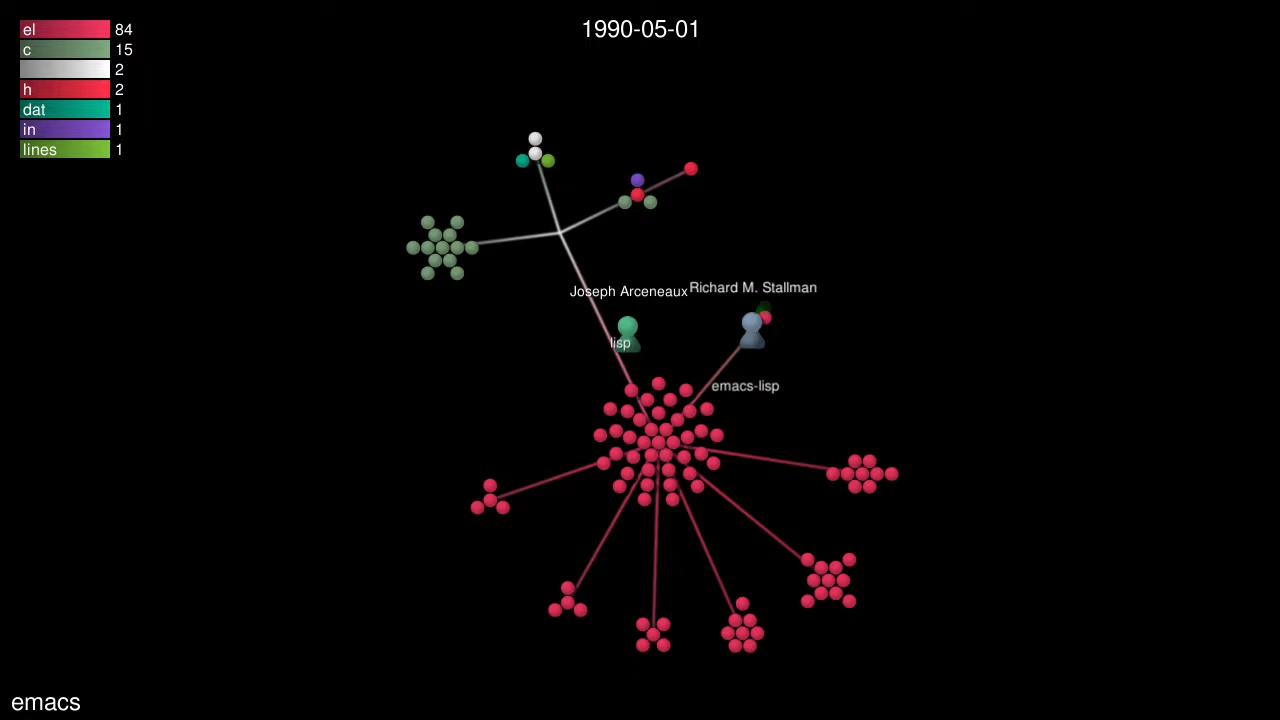 1990-05-01
el 84
c 15
2
h 2
dat 1
in 1
lines 1
Joseph Arceneaux
Richard M. Stallman
lisp
emacs-lisp
emacs